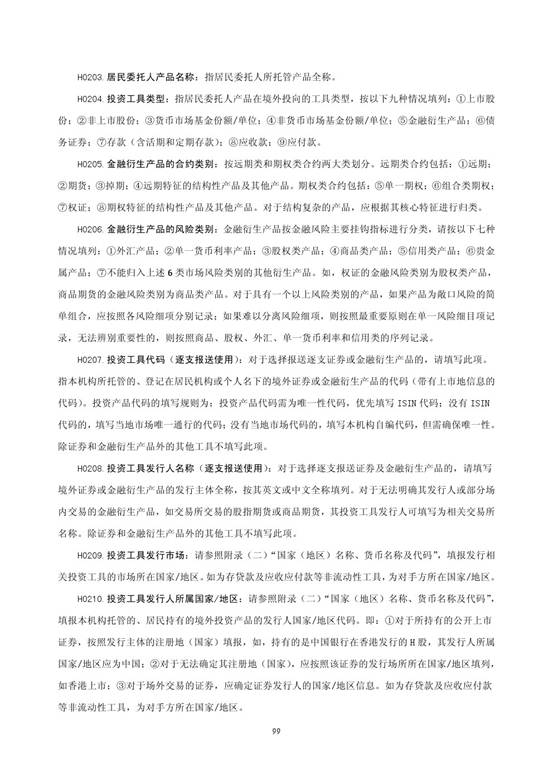 H0203.居民委托人产品名称：指居民委托人所托管产品全称。
H0204.投资工具类型：指居民委托人产品在境外投向的工具类型，按以下九种情况填列：①上市股
份；②非上市股份；③货币市场基金份额/单位；④非货币市场基金份额/单位；⑤金融衍生产品；⑥债
务证券；⑦存款（含活期和定期存款）；⑧应收款；⑨应付款。
H0205.金融衍生产品的合约类别：按远期类和期权类合约两大类划分。远期类合约包括：①远期；
②期货；③掉期；④远期特征的结构性产品及其他产品。期权类合约包括：⑤单一期权；⑥组合类期权；
⑦权证；⑧期权特征的结构性产品及其他产品。对于结构复杂的产品，应根据其核心特征进行归类。
H0206.金融衍生产品的风险类别：金融衍生产品按金融风险主要挂钩指标进行分类，请按以下七种
情况填列：①外汇产品；②单一货币利率产品；③股权类产品；④商品类产品；⑤信用类产品；⑥贵金
属产品；⑦不能归入上述 6 类市场风险类别的其他衍生产品。如，权证的金融风险类别为股权类产品，
商品期货的金融风险类别为商品类产品。对于具有一个以上风险类别的产品，如果产品为敞口风险的简
单组合，应按照各风险细项分别记录；如果难以分离风险细项，则按照最重要原则在单一风险细目项记
录，无法辨别重要性的，则按照商品、股权、外汇、单一货币利率和信用类的序列记录。
H0207.投资工具代码（逐支报送使用）：对于选择报送逐支证券或金融衍生产品的，请填写此项。
指本机构所托管的、登记在居民机构或个人名下的境外证券或金融衍生产品的代码（带有上市地信息的
代码）。投资产品代码的填写规则为：投资产品代码需为唯一性代码，优先填写 ISIN 代码；没有 ISIN
代码的，填写当地市场唯一通行的代码；没有当地市场代码的，填写本机构自编代码，但需确保唯一性。
除证券和金融衍生产品外的其他工具不填写此项。
H0208.投资工具发行人名称（逐支报送使用）：对于选择逐支报送证券及金融衍生产品的，请填写
境外证券或金融衍生产品的发行主体全称，按其英文或中文全称填列。对于无法明确其发行人或部分场
内交易的金融衍生产品，如交易所交易的股指期货或商品期货，其投资工具发行人可填写为相关交易所
名称。除证券和金融衍生产品外的其他工具不填写此项。
H0209.投资工具发行市场：请参照附录（二）“国家（地区）名称、货币名称及代码”，填报发行相
关投资工具的市场所在国家/地区。如为存贷款及应收应付款等非流动性工具，为对手方所在国家/地区。
H0210.投资工具发行人所属国家/地区：请参照附录（二）“国家（地区）名称、货币名称及代码”，
填报本机构托管的、居民持有的境外投资产品的发行人国家/地区代码。即：①对于所持有的公开上市
证券，按照发行主体的注册地（国家）填报，如，持有的是中国银行在香港发行的 H 股，其发行人所属
国家/地区应为中国；②对于无法确定其注册地（国家），应按照该证券的发行场所所在国家/地区填列，
如香港上市；③对于场外交易的证券，应确定证券发行人的国家/地区信息。如为存贷款及应收应付款
等非流动性工具，为对手方所在国家/地区。
99